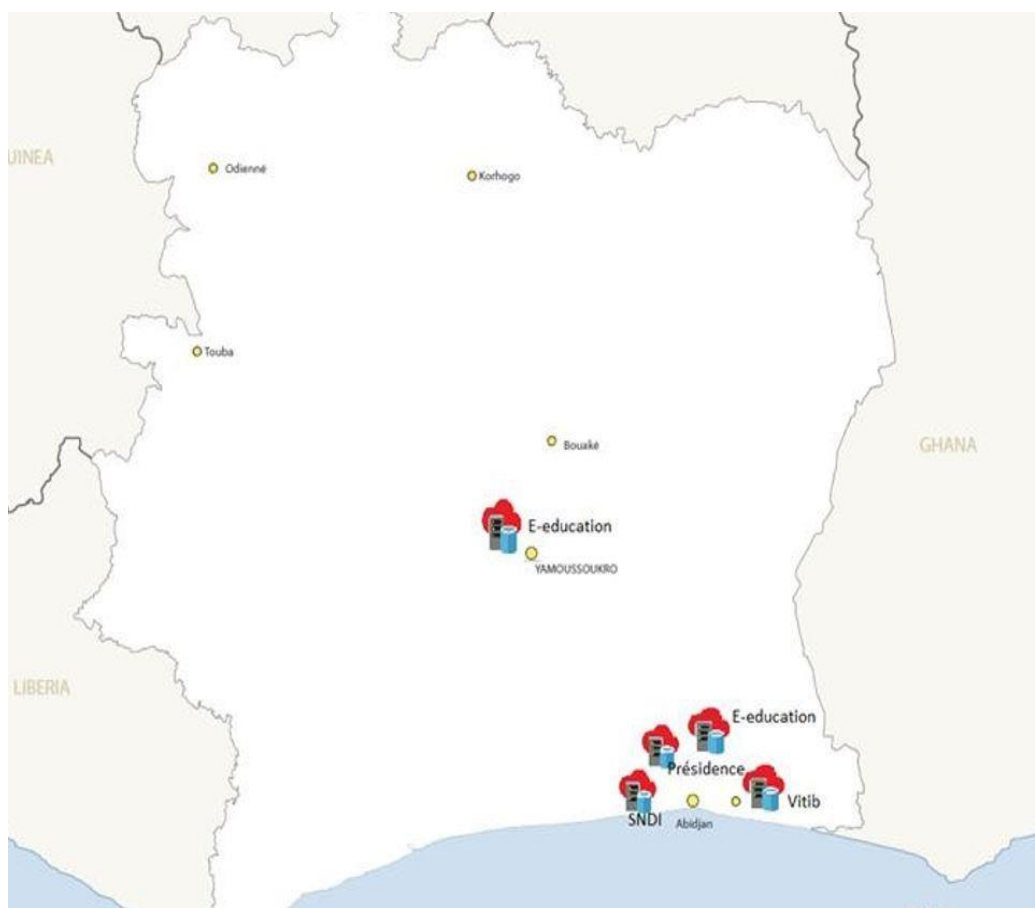 Odienné
Korhogo
UINEA
Touba
Bouaké
GHANA
E-education
YAMOUSSOUKRO
LIBERIA
E-education
Présidence
Vitib
SNDI
Abidjan